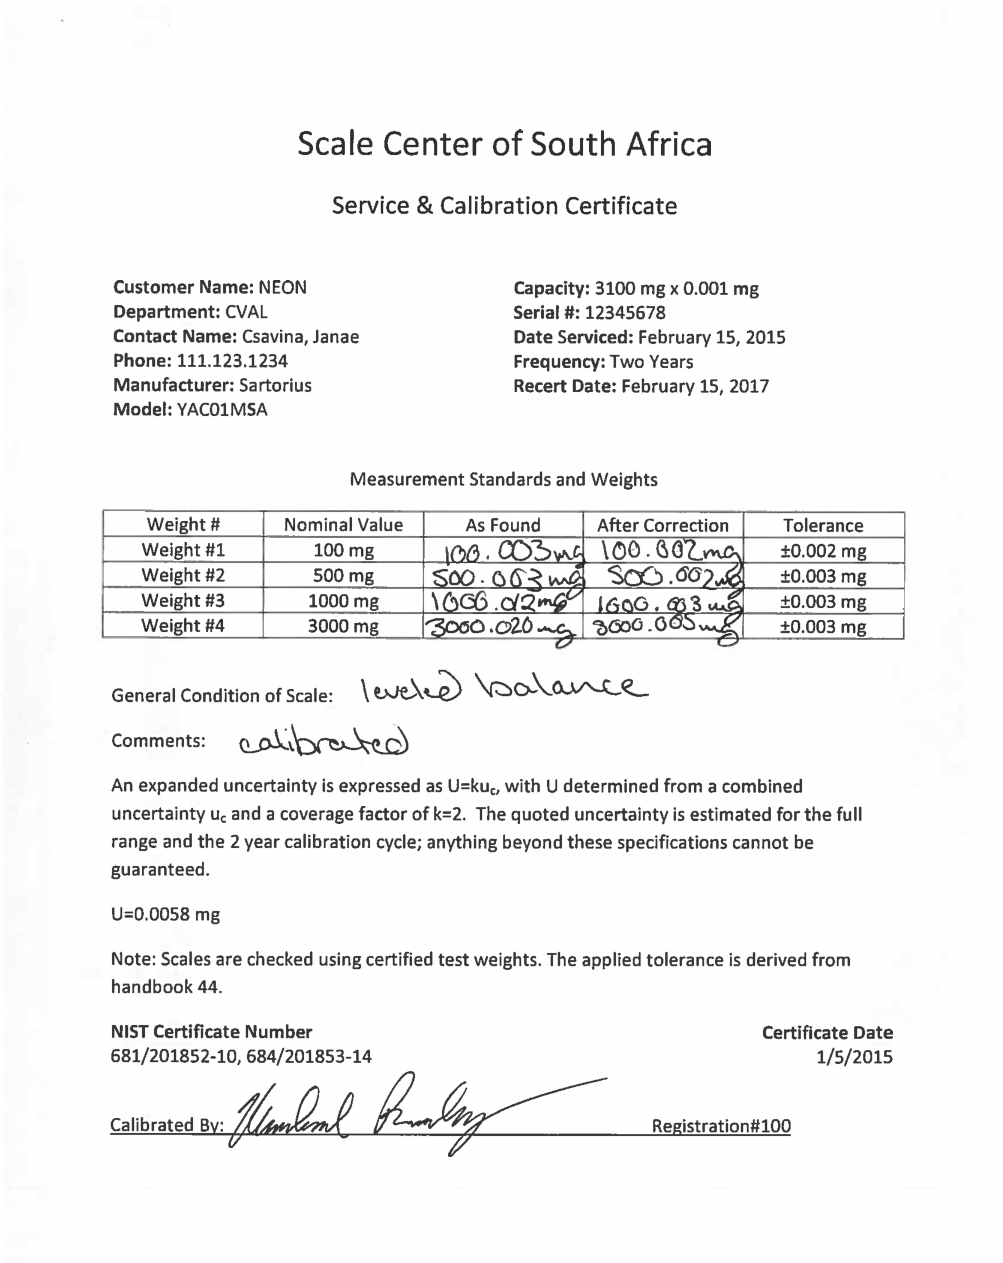 Scale Center of South Africa
Service & Calibration Certificate
Customer Name: NEON
Department: CVAL
Contact Name: Csavina, Janae
Phone: 111.123.1234
Manufacturer: Sartorius
Model: YAC01MSA
Capacity: 3100 mg x 0.001 mg
Serial #: 12345678
Date Serviced: February 15, 2015
Frequency: Two Years
Recert Date: February 15, 2017
Measurement Standards and Weights
Weight # Nominal Value As Found After Correction Tolerance
Weight #1 100 mg 100.003mg 100.002mg ±0.002 mg
Weight #2 500 mg 500.003mg 500.002mg ±0.003 mg
Weight #3 1000 mg 1000.012mg 1000.003mg ±0.003 mg
Weight #4 3000 mg 3000.020mg 3000.005mg ±0.003 mg
General Condition of Scale: leveled balance
Comments: calibrated
An expanded uncertainty is expressed as U=kuc, with U determined from a combined
uncertainty uc and a coverage factor of k=2. The quoted uncertainty is estimated for the full
range and the 2 year calibration cycle; anything beyond these specifications cannot be
guaranteed.
U=0.0058 mg
Note: Scales are checked using certified test weights. The applied tolerance is derived from
handbook 44.
NIST Certificate Number
681/201852-10, 684/201853-14
Certificate Date
1/5/2015
Calibrated By:
Registration#100